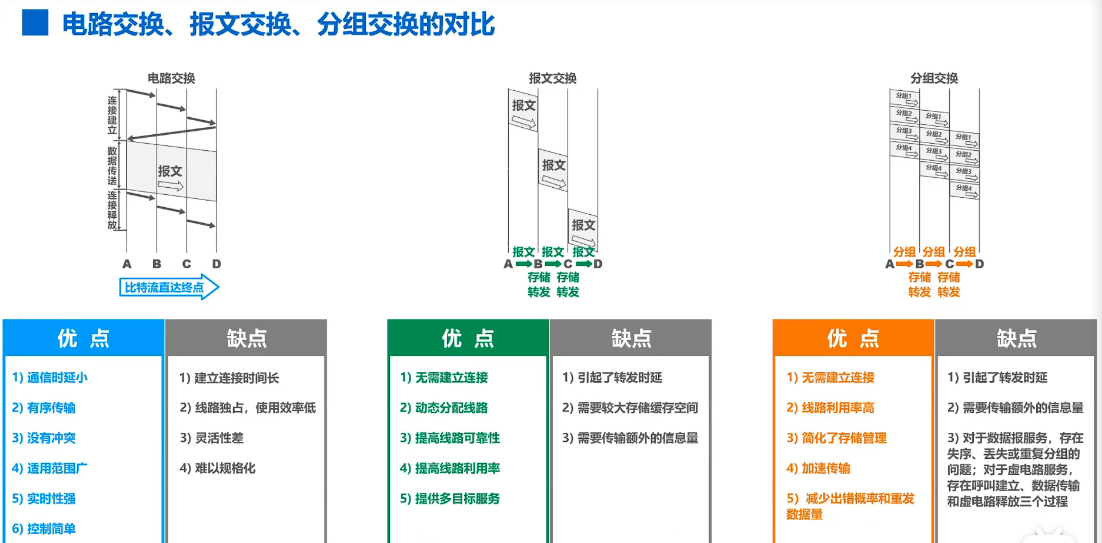 电路交换、报文交换、分组交换的对比
电路交换
连接建立
数据传送
连接释放
报文
A B C D
比特流直达终点
报文交换
报文
报文
报文
报文 报文 报文
A B C D
存储 存储
转发 转发
分组交换
分组1
分组2 分组1
分组3 分组2 分组1
分组4 分组3 分组2
分组4 分组3
分组4
分组 分组 分组
A B C D
存储 存储
转发 转发
优 点
1) 通信时延小
2) 有序传输
3) 没有冲突
4) 适用范围广
5) 实时性强
6) 控制简单
缺点
1) 建立连接时间长
2) 线路独占，使用效率低
3) 灵活性差
4) 难以规格化
优 点
1) 无需建立连接
2) 动态分配线路
3) 提高线路可靠性
4) 提高线路利用率
5) 提供多目标服务
缺点
1) 引起了转发时延
2) 需要较大存储缓存空间
3) 需要传输额外的信息量
优 点
1) 无需建立连接
2) 线路利用率高
3) 简化了存储管理
4) 加速传输
5) 减少出错概率和重发
数据量
缺点
1) 引起了转发时延
2) 需要传输额外的信息量
3) 对于数据报服务，存在
失序、丢失或重复分组的
问题；对于虚电路服务，
存在呼叫建立、数据传输
和虚电路释放三个过程